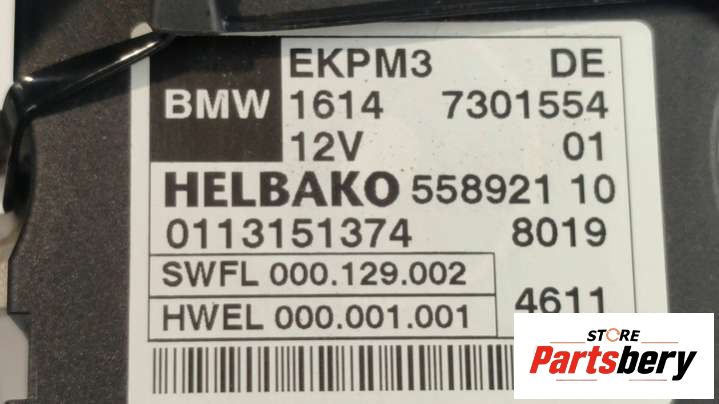 EKPM3 DE
BMW 1614 7301554
12V 01
HELBAKO 558921 10
0113151374 8019
SWFL 000.129.002
HWEL 000.001.001 4611
STORE
Partsbery